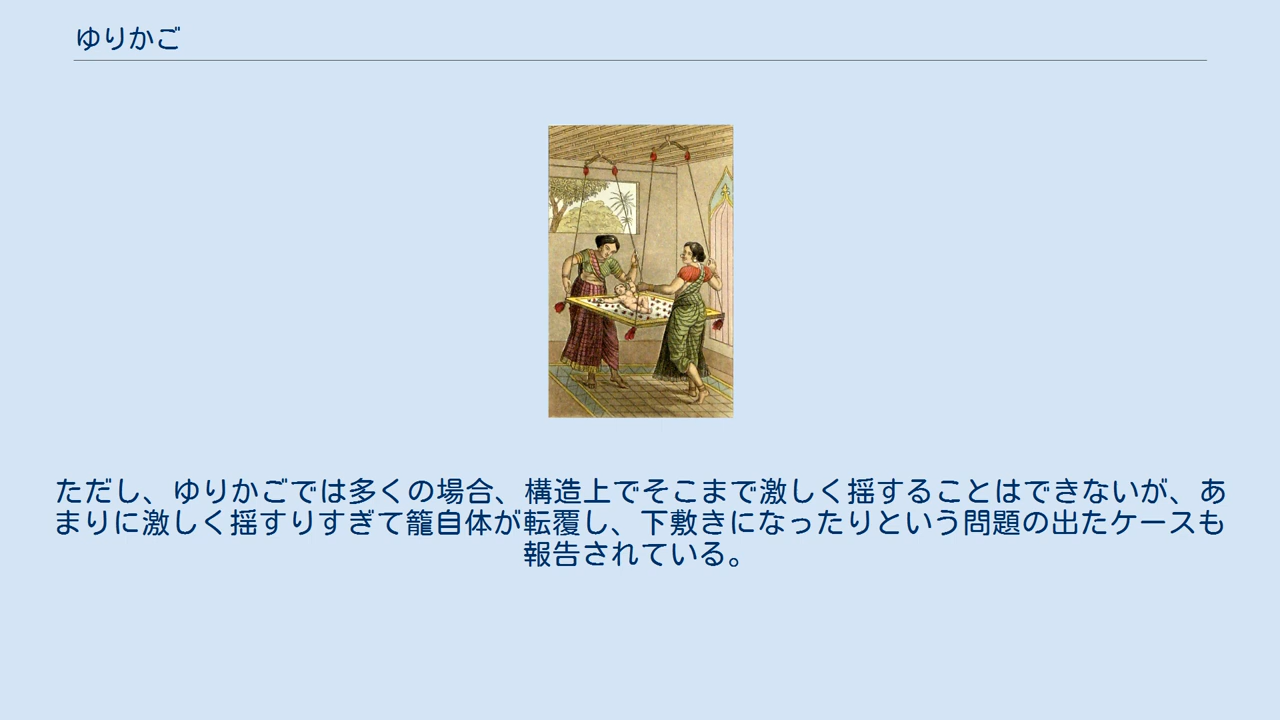 ゆりかご
ただし、ゆりかごでは多くの場合、構造上でそこまで激しく揺することはできないが、あ
まりに激しく揺すりすぎて籠自体が転覆し、下敷きになったりという問題の出たケースも
報告されている。